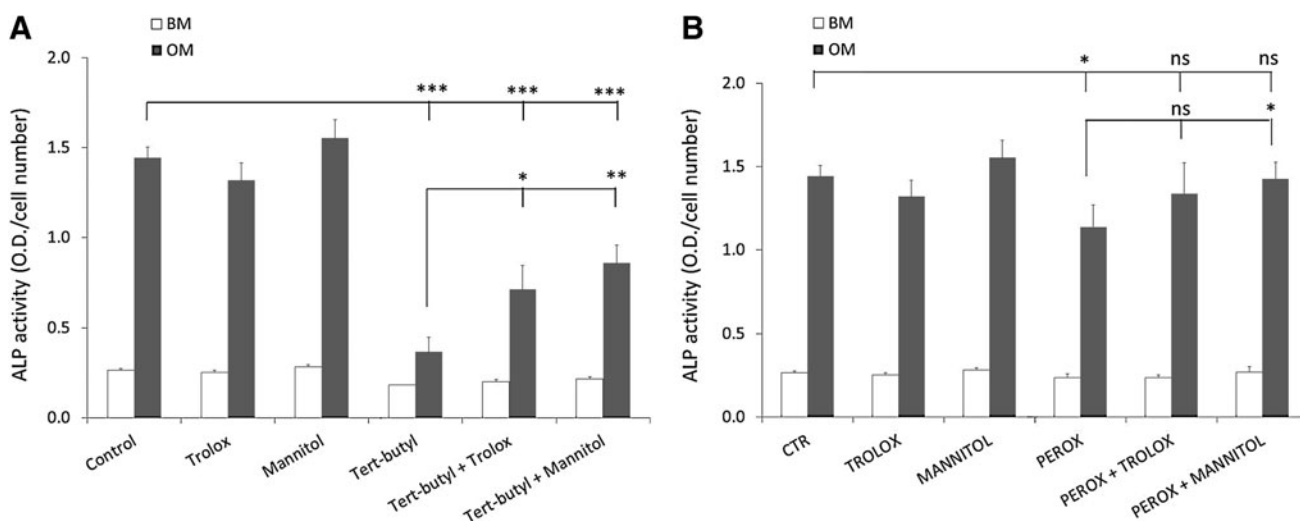 A
BM
OM
ALP activity (O.D./cell number)
2.0
1.5
1.0
0.5
0.0
*** *** ***
* **
Control
Trolox
Mannitol
Tert-butyl
Tert-butyl + Trolox
Tert-butyl + Mannitol
B
BM
OM
ALP activity (O.D./cell number)
2.0
1.5
1.0
0.5
0.0
* ns ns
ns *
CTR
TROLOX
MANNITOL
PEROX
PEROX + TROLOX
PEROX + MANNITOL